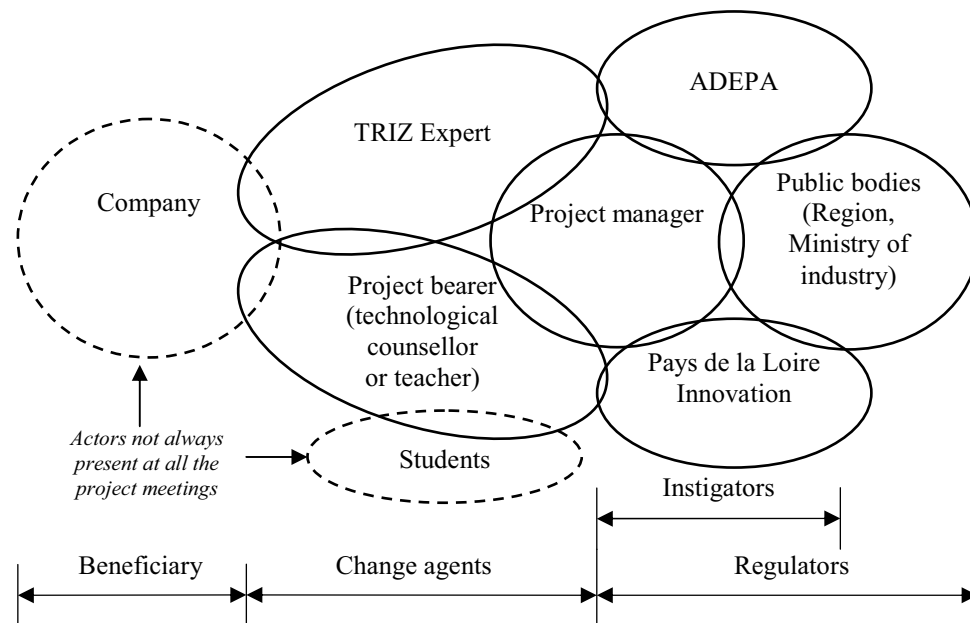 ADEPA
TRIZ Expert
Company
Project manager
Public bodies
(Region,
Ministry of
industry)
Project bearer
(technological
counsellor
or teacher)
Pays de la Loire
Innovation
Actors not always
present at all the
project meetings
Students
Instigators
Beneficiary
Change agents
Regulators